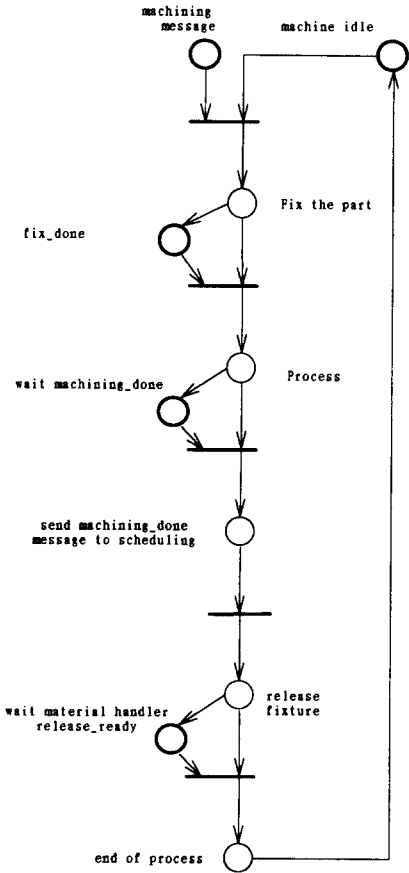 machining
message
machine idle
Fix the part
fix_done
Process
wait machining_done
send machining_done
message to scheduling
release
fixture
wait material handler
release_ready
end of process